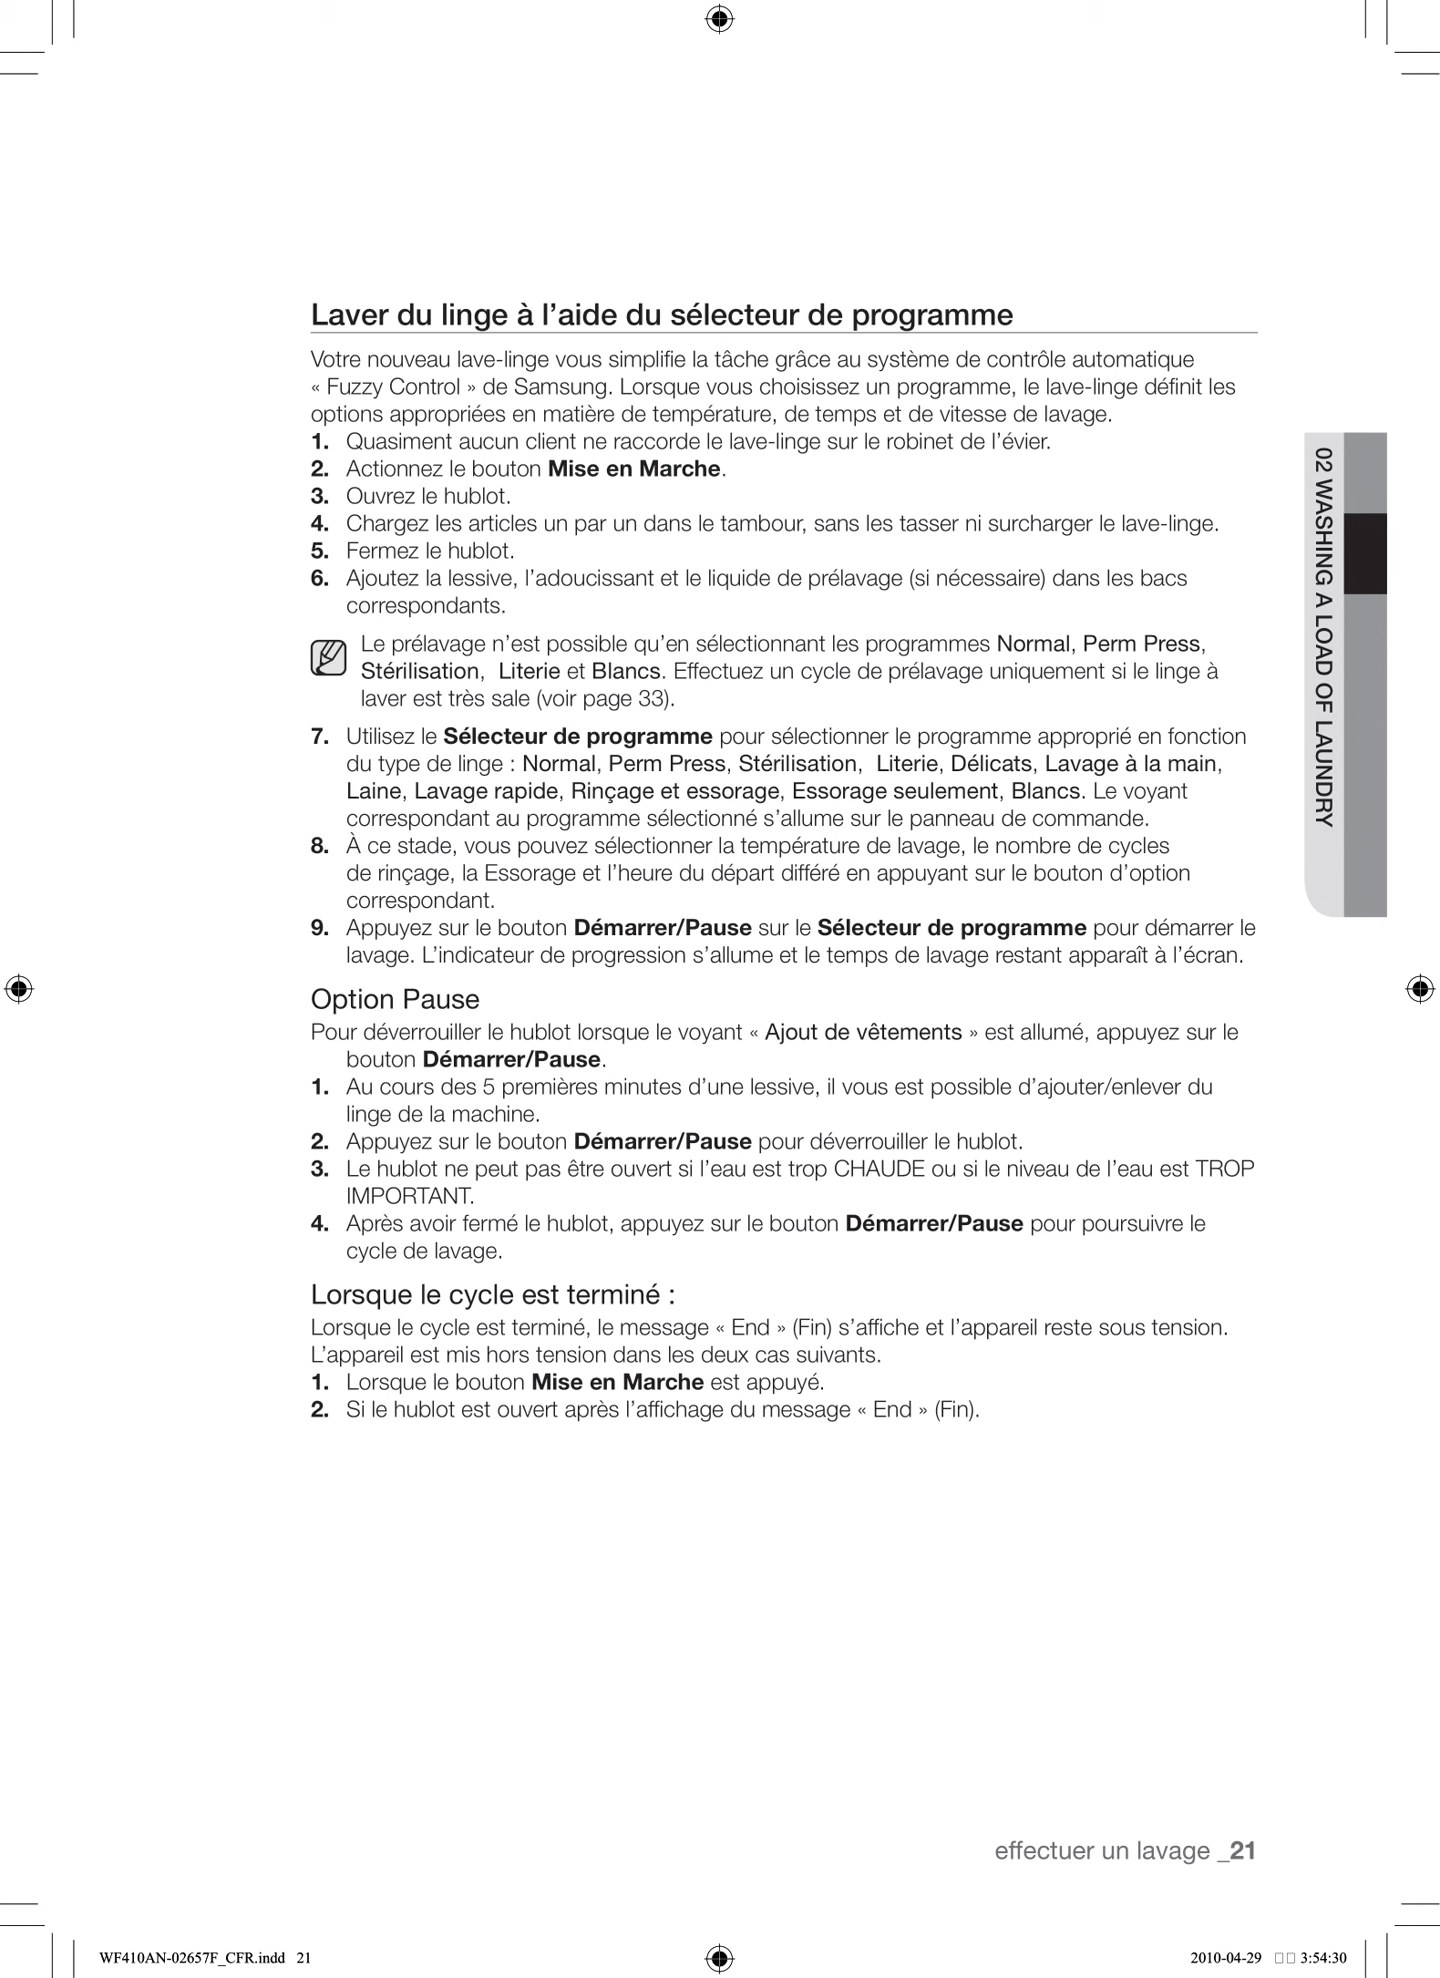 Laver du linge à l’aide du sélecteur de programme
Votre nouveau lave-linge vous simplifie la tâche grâce au système de contrôle automatique
« Fuzzy Control » de Samsung. Lorsque vous choisissez un programme, le lave-linge définit les
options appropriées en matière de température, de temps et de vitesse de lavage.
1. Quasiment aucun client ne raccorde le lave-linge sur le robinet de l’évier.
2. Actionnez le bouton Mise en Marche.
3. Ouvrez le hublot.
4. Chargez les articles un par un dans le tambour, sans les tasser ni surcharger le lave-linge.
5. Fermez le hublot.
6. Ajoutez la lessive, l’adoucissant et le liquide de prélavage (si nécessaire) dans les bacs
correspondants.
Le prélavage n’est possible qu’en sélectionnant les programmes Normal, Perm Press,
Stérilisation, Literie et Blancs. Effectuez un cycle de prélavage uniquement si le linge à
laver est très sale (voir page 33).
7. Utilisez le Sélecteur de programme pour sélectionner le programme approprié en fonction
du type de linge : Normal, Perm Press, Stérilisation, Literie, Délicats, Lavage à la main,
Laine, Lavage rapide, Rinçage et essorage, Essorage seulement, Blancs. Le voyant
correspondant au programme sélectionné s’allume sur le panneau de commande.
8. À ce stade, vous pouvez sélectionner la température de lavage, le nombre de cycles
de rinçage, la Essorage et l’heure du départ différé en appuyant sur le bouton d’option
correspondant.
9. Appuyez sur le bouton Démarrer/Pause sur le Sélecteur de programme pour démarrer le
lavage. L’indicateur de progression s’allume et le temps de lavage restant apparaît à l’écran.
Option Pause
Pour déverrouiller le hublot lorsque le voyant « Ajout de vêtements » est allumé, appuyez sur le
bouton Démarrer/Pause.
1. Au cours des 5 premières minutes d’une lessive, il vous est possible d’ajouter/enlever du
linge de la machine.
2. Appuyez sur le bouton Démarrer/Pause pour déverrouiller le hublot.
3. Le hublot ne peut pas être ouvert si l’eau est trop CHAUDE ou si le niveau de l’eau est TROP
IMPORTANT.
4. Après avoir fermé le hublot, appuyez sur le bouton Démarrer/Pause pour poursuivre le
cycle de lavage.
Lorsque le cycle est terminé :
Lorsque le cycle est terminé, le message « End » (Fin) s’affiche et l’appareil reste sous tension.
L’appareil est mis hors tension dans les deux cas suivants.
1. Lorsque le bouton Mise en Marche est appuyé.
2. Si le hublot est ouvert après l’affichage du message « End » (Fin).
02 WASHING A LOAD OF LAUNDRY
effectuer un lavage _21
WF410AN-02657F_CFR.indd 21
2010-04-29 □□ 3:54:30